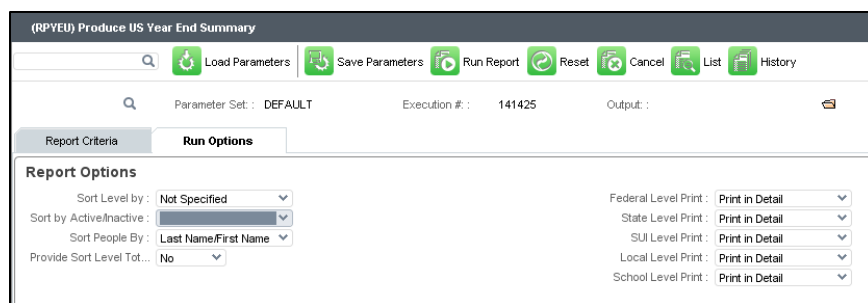 (RPYEU) Produce US Year End Summary
Load Parameters Save Parameters Run Report Reset Cancel List History
Parameter Set: : DEFAULT Execution #: : 141425 Output: :
Report Criteria Run Options
Report Options
Sort Level by : Not Specified Federal Level Print : Print in Detail
Sort by Active/Inactive : State Level Print : Print in Detail
Sort People By : Last Name/First Name SUI Level Print : Print in Detail
Provide Sort Level Tot... No Local Level Print : Print in Detail
School Level Print : Print in Detail